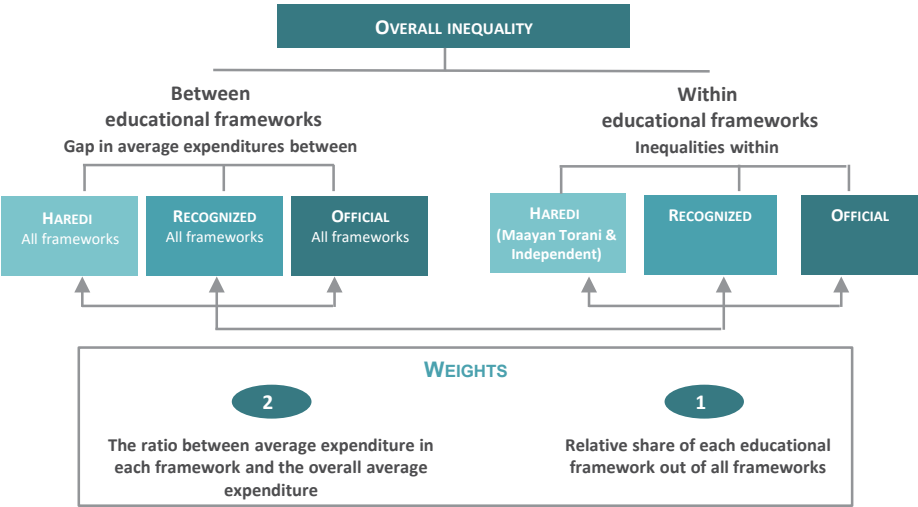 OVERALL INEQUALITY
Between
educational frameworks
Gap in average expenditures between
Within
educational frameworks
Inequalities within
HAREDI
All frameworks
RECOGNIZED
All frameworks
OFFICIAL
All frameworks
HAREDI
(Maayan Torani &
Independent)
RECOGNIZED
OFFICIAL
WEIGHTS
2
The ratio between average expenditure in
each framework and the overall average
expenditure
1
Relative share of each educational
framework out of all frameworks